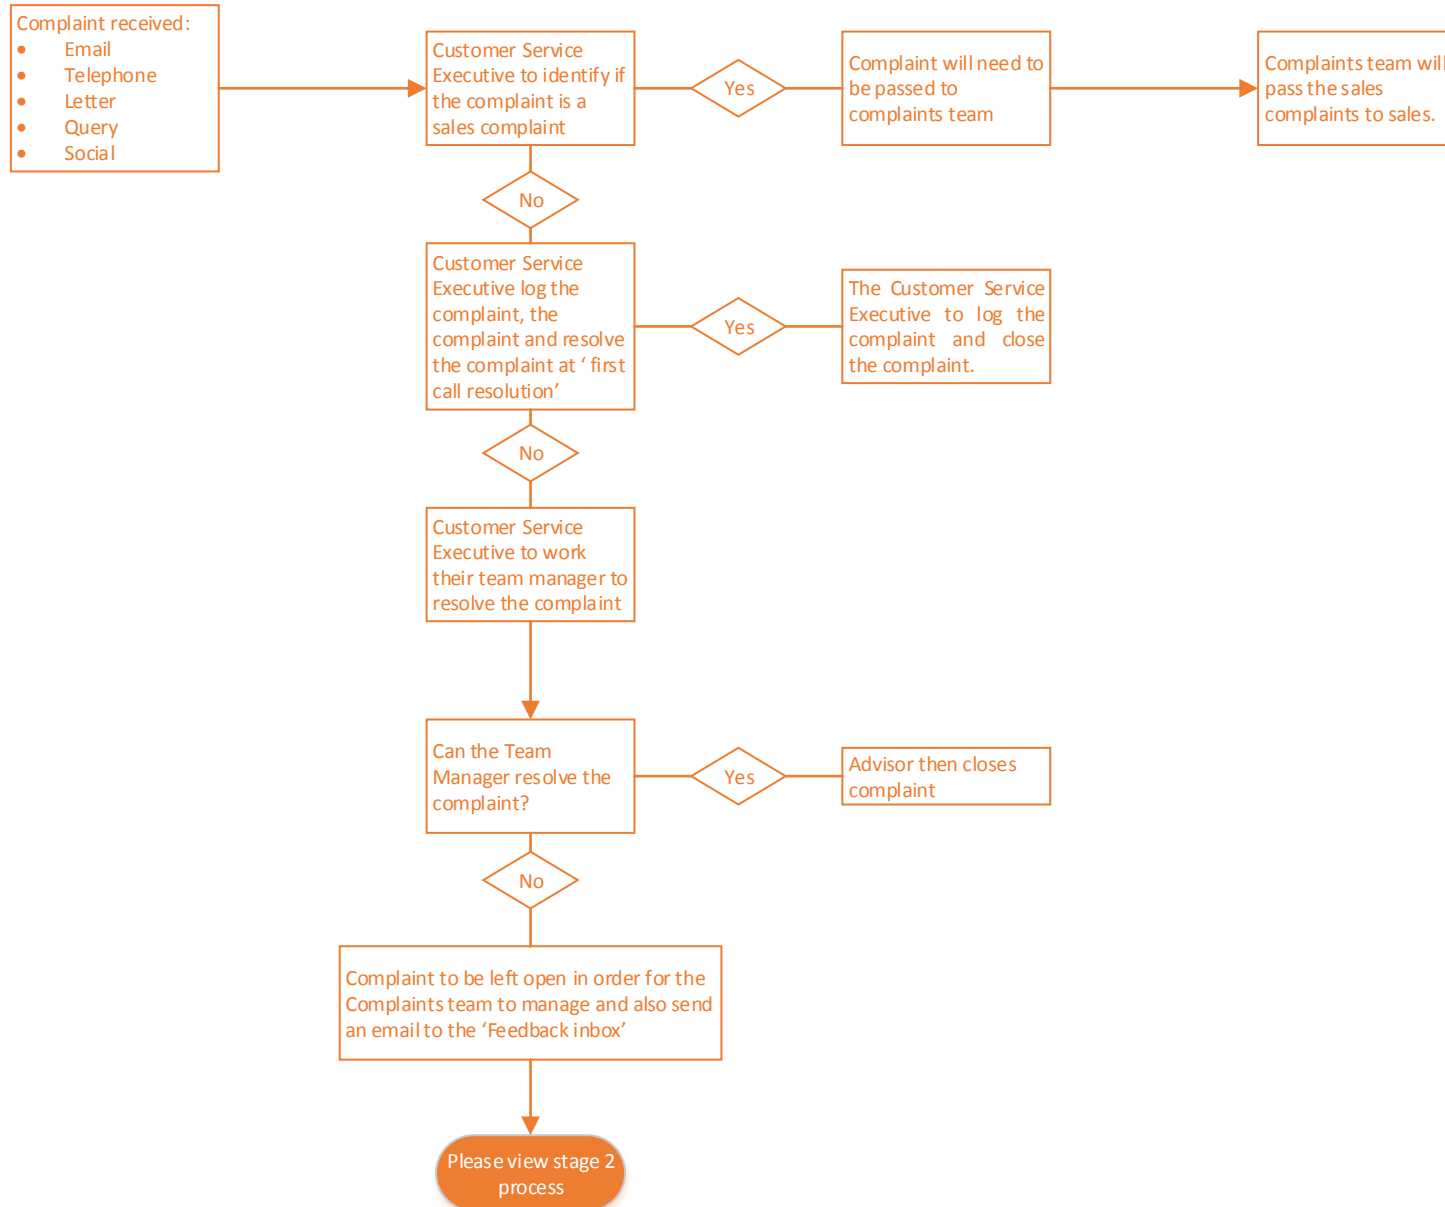 Complaint received:
• Email
• Telephone
• Letter
• Query
• Social
Customer Service
Executive to identify if
the complaint is a
sales complaint
Yes
Complaint will need to
be passed to
complaints team
Complaints team will
pass the sales
complaints to sales.
No
Customer Service
Executive log the
complaint, the
complaint and resolve
the complaint at ‘ first
call resolution’
Yes
The Customer Service
Executive to log the
complaint and close
the complaint.
No
Customer Service
Executive to work
their team manager to
resolve the complaint
Can the Team
Manager resolve the
complaint?
Yes
Advisor then closes
complaint
No
Complaint to be left open in order for the
Complaints team to manage and also send
an email to the ‘Feedback inbox’
Please view stage 2
process